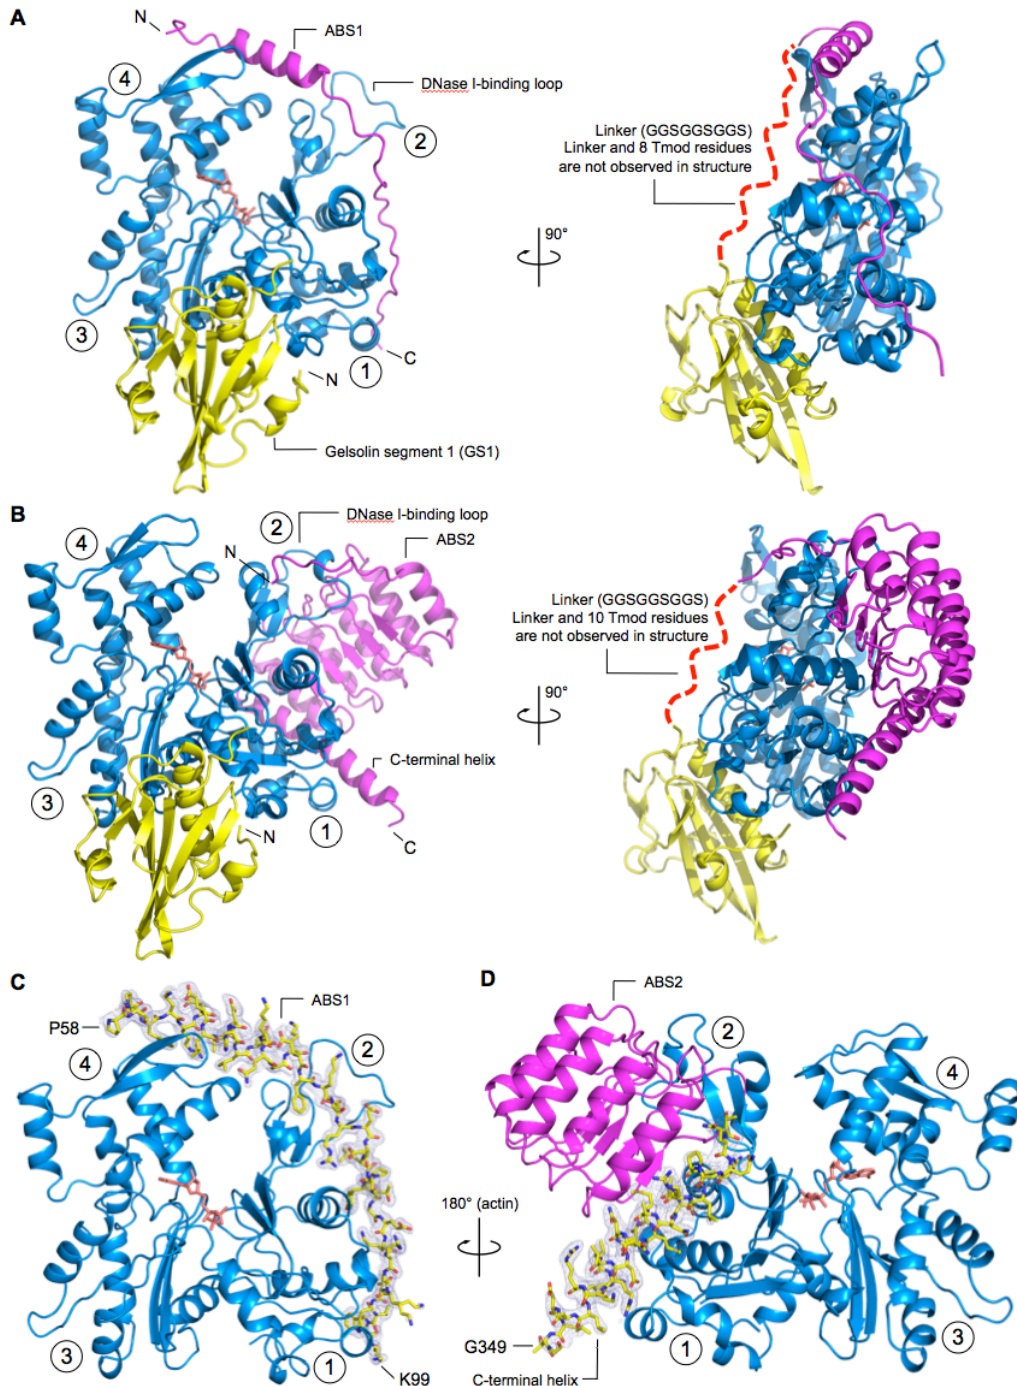 A
N
ABS1
4
DNase I-binding loop
2
Linker (GGSGGSGGS)
Linker and 8 Tmod residues
are not observed in structure
90°
3
C
N
1
Gelsolin segment 1 (GS1)
B
2
DNase I-binding loop
4
ABS2
N
Linker (GGSGGSGGS)
Linker and 10 Tmod residues
are not observed in structure
90°
C-terminal helix
3
1
N
C
C
ABS1
P58
2
4
3
1
K99
D
ABS2
2
4
180° (actin)
G349
1
3
C-terminal helix